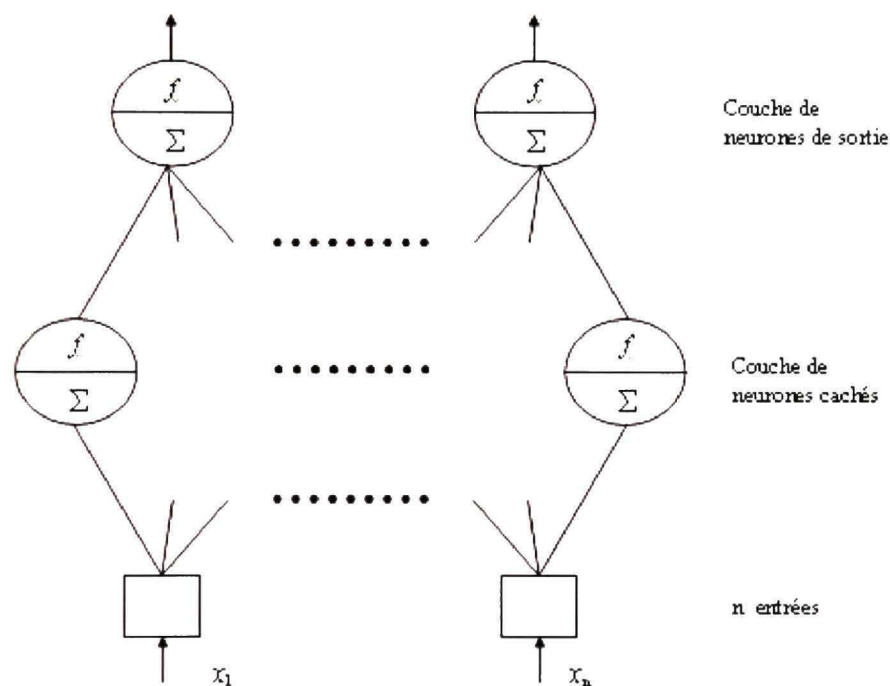 f
Σ
f
Σ
Couche de
neurones de sortie
f
Σ
f
Σ
Couche de
neurones cachés
n entrées
x₁
xₙ